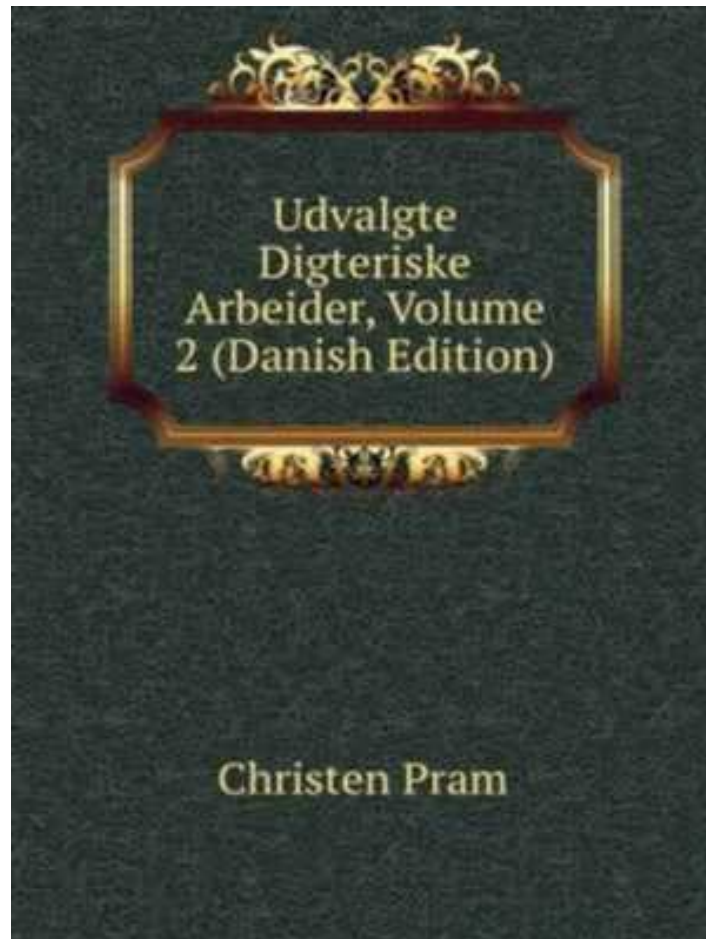 Udvalgte
Digteriske
Arbeider, Volume
2 (Danish Edition)
Christen Pram